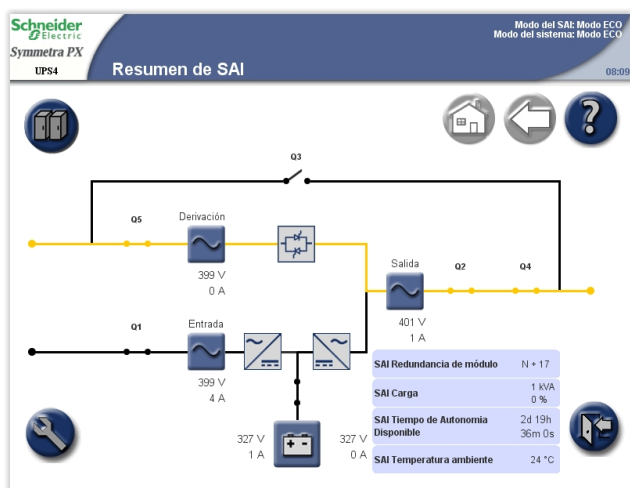 Schneider
Electric
Symmetra PX
UPS4
Resumen de SAI
Modo del SAI: Modo ECO
Modo del sistema: Modo ECO
08:09
Q3
Q5
Derivación
399 V
0 A
Salida
Q2
Q4
401 V
1 A
Q1
Entrada
399 V
4 A
327 V
1 A
327 V
0 A
SAI Redundancia de módulo N + 17
SAI Carga 1 kVA
0 %
SAI Tiempo de Autonomia 2d 19h
Disponible 36m 0s
SAI Temperatura ambiente 24 °C